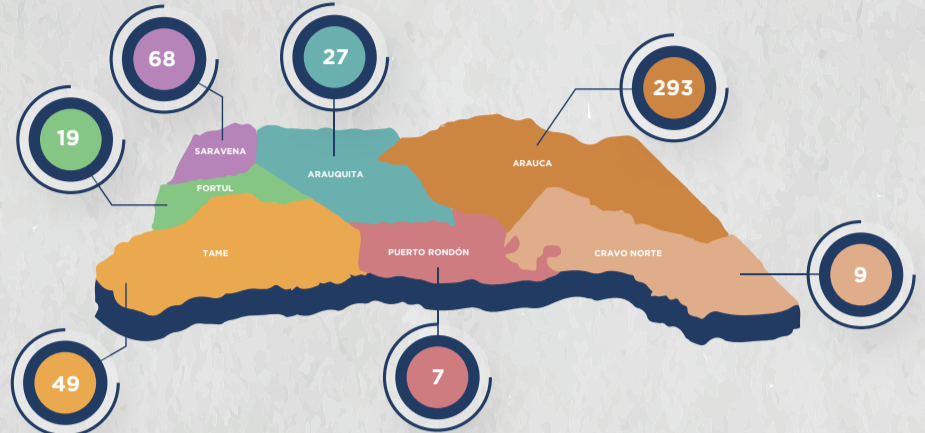 68
27
293
19
SARAVENA
ARAUCA
ARAUQUITA
FORTUL
TAME
PUERTO RONDÓN
CRAVO NORTE
9
49
7